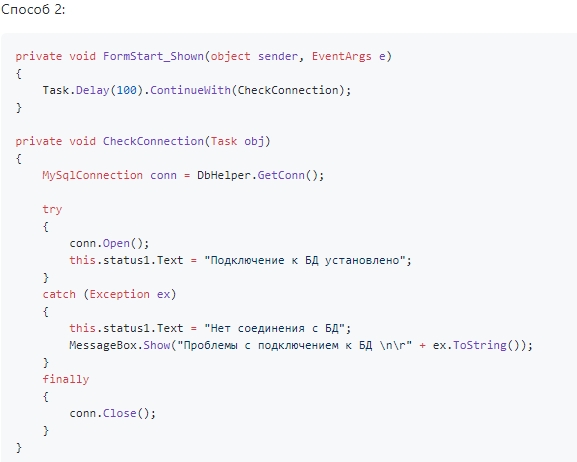 Способ 2:
private void FormStart_Shown(object sender, EventArgs e)
{
    Task.Delay(100).ContinueWith(CheckConnection);
}

private void CheckConnection(Task obj)
{
    MySqlConnection conn = DbHelper.GetConn();

    try
    {
        conn.Open();
        this.status1.Text = "Подключение к БД установлено";
    }
    catch (Exception ex)
    {
        this.status1.Text = "Нет соединения с БД";
        MessageBox.Show("Проблемы с подключением к БД \n\r" + ex.ToString());
    }
    finally
    {
        conn.Close();
    }
}